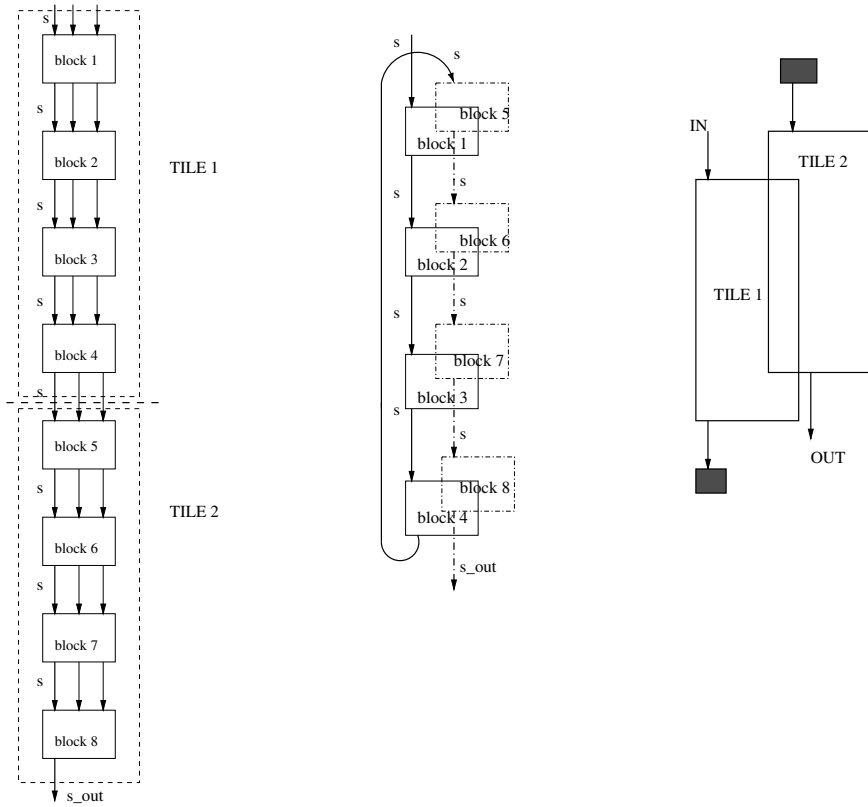 s
block 1
s
block 2
TILE 1
s
block 3
s
block 4
s
block 5
s
TILE 2
block 6
s
block 7
s
block 8
s_out
s
s
block 5
block 1
s
s
block 6
block 2
s
s
block 7
block 3
s
s
block 8
block 4
s_out
IN
TILE 2
TILE 1
OUT